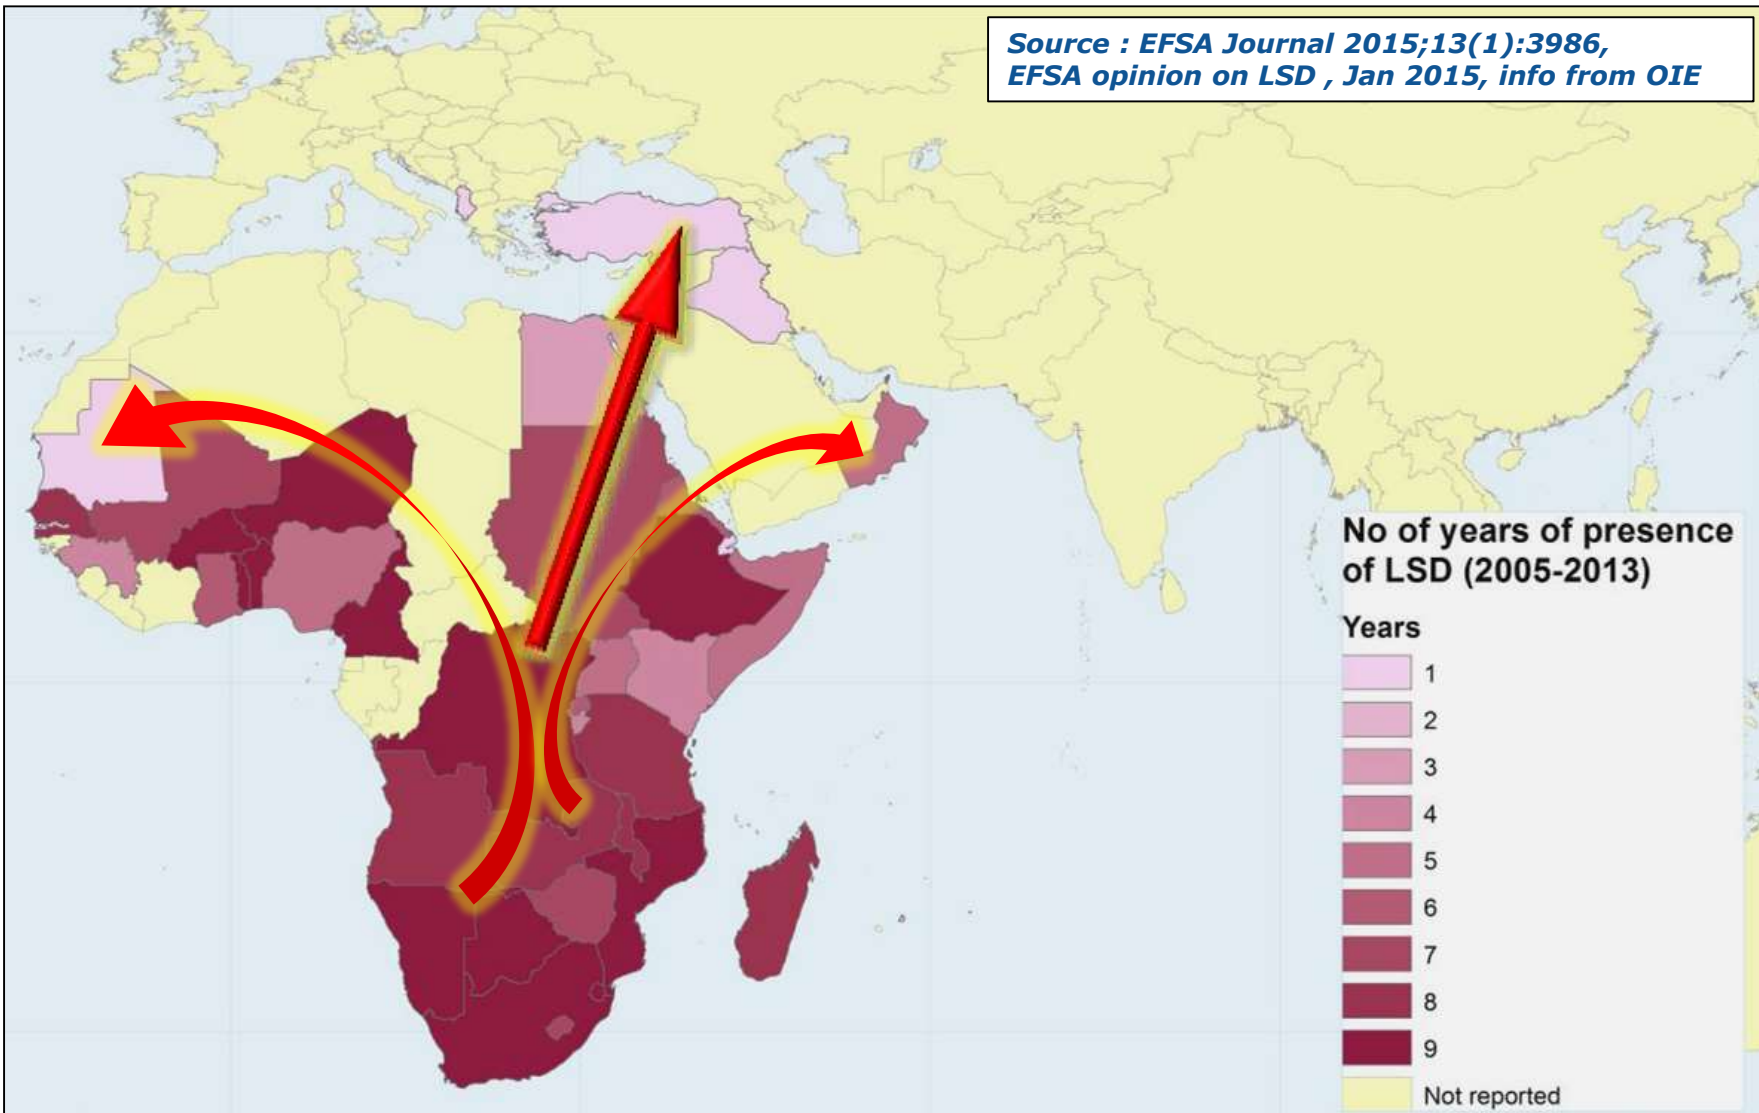 Source : EFSA Journal 2015;13(1):3986,
EFSA opinion on LSD , Jan 2015, info from OIE
No of years of presence
of LSD (2005-2013)
Years
1
2
3
4
5
6
7
8
9
Not reported